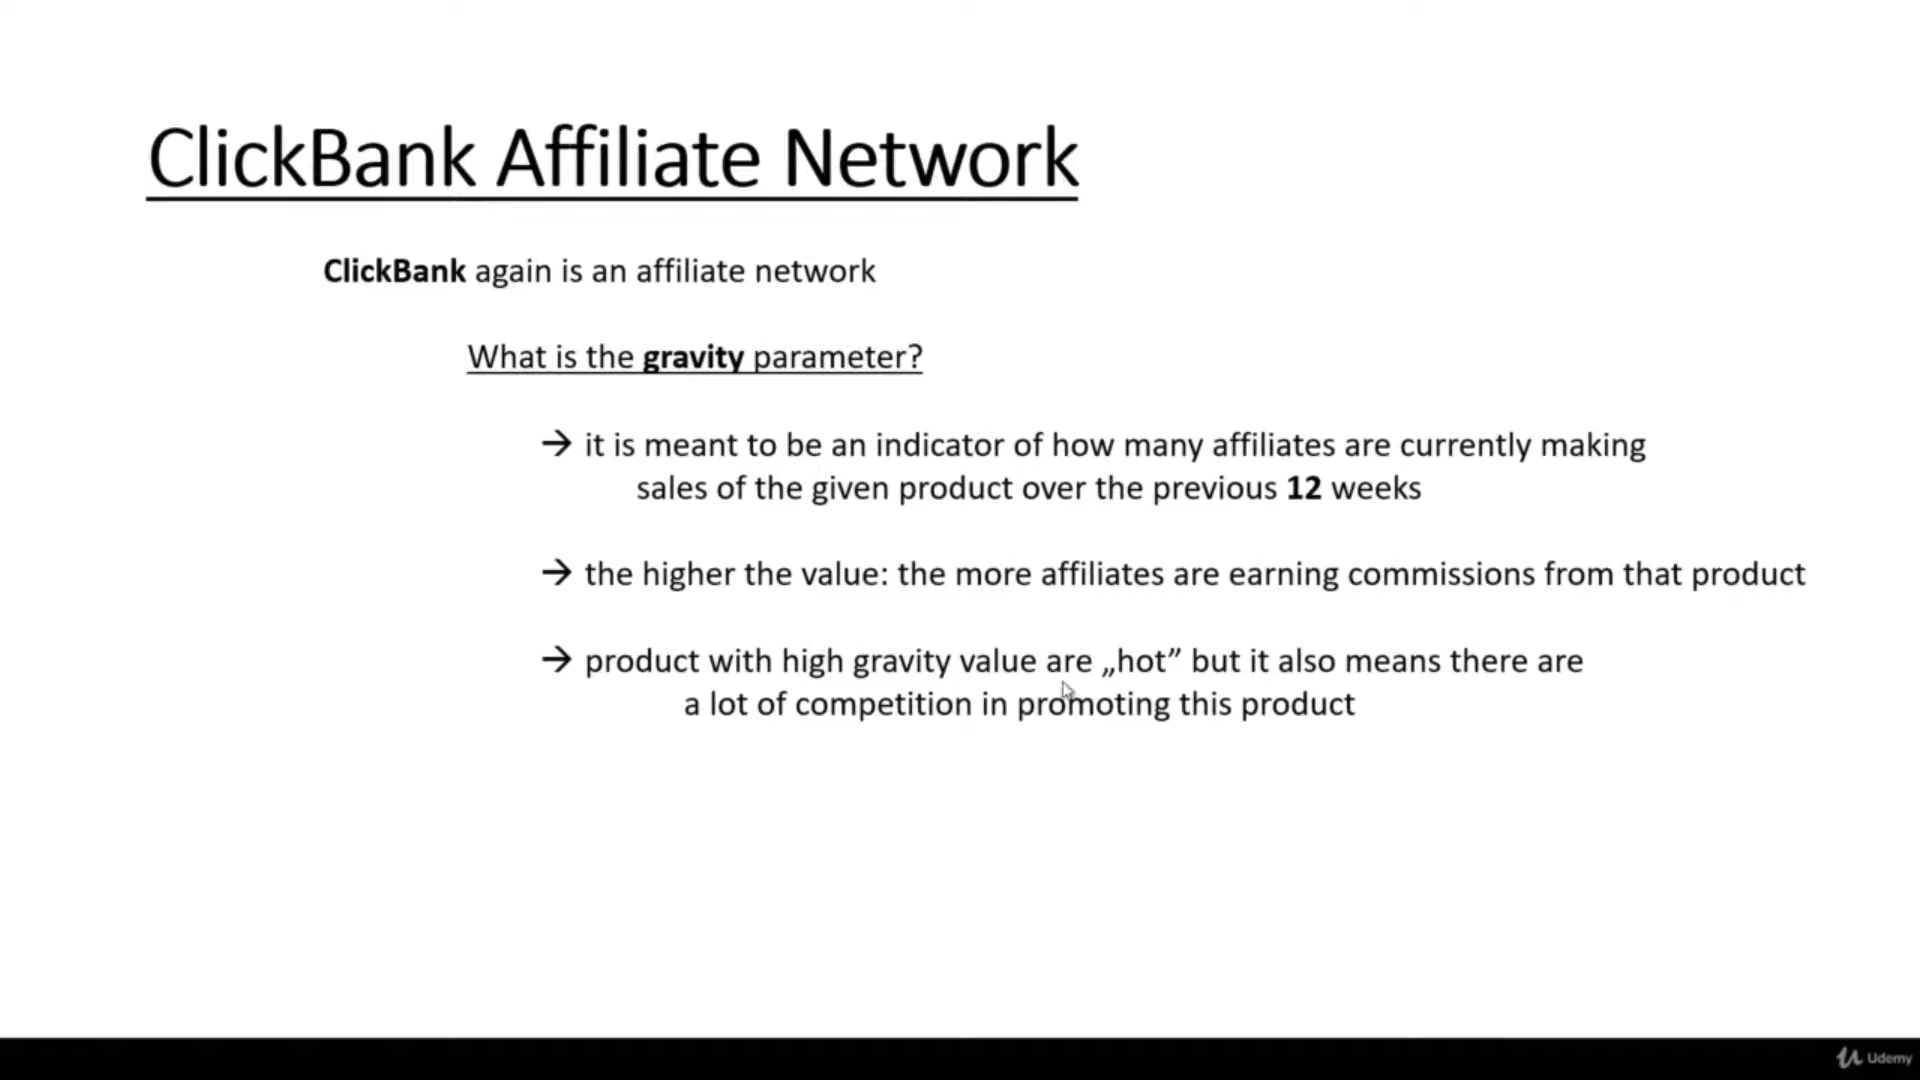 ClickBank Affiliate Network
ClickBank again is an affiliate network
What is the gravity parameter?
→ it is meant to be an indicator of how many affiliates are currently making
sales of the given product over the previous 12 weeks
→ the higher the value: the more affiliates are earning commissions from that product
→ product with high gravity value are „hot” but it also means there are
a lot of competition in promoting this product
Udemy